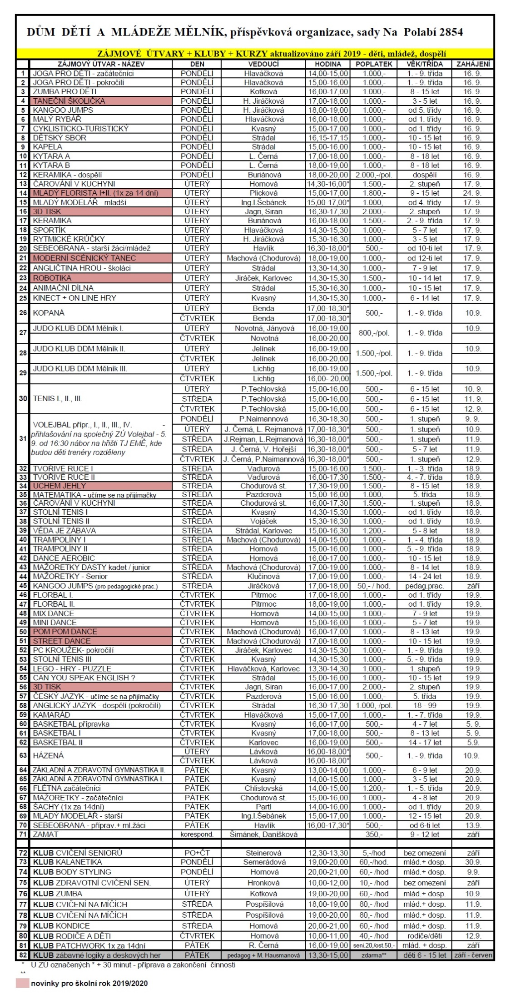 DŮM DĚTÍ A MLÁDEŽE MĚLNÍK, příspěvková organizace, sady Na Polabí 2854
ZÁJMOVÉ ÚTVARY + KLUBY + KURZY aktualizováno září 2019 - děti, mládež, dospělí
ZÁJMOVÝ ÚTVAR - NÁZEV DEN VEDOUCÍ HODINA POPLATEK VĚK/TŘÍDA ZAHÁJENÍ
1 JOGA PRO DĚTI - začátečníci PONDĚLÍ Hlaváčková 14,00-15,00 1.000,- 1. - 9. třída 16. 9.
2 JOGA PRO DĚTI - pokročilí PONDĚLÍ Hlaváčková 15,00-16,00 1.000,- 1. - 9. třída 16. 9.
3 ZUMBA PRO DĚTI PONDĚLÍ Kotková 16,00-17,00 1.000,- 8 - 15 let 16. 9.
4 TANEČNÍ ŠKOLIČKA PONDĚLÍ H. Jiráčková 17,00-18,00 1.000,- 3 - 5 let 16. 9.
5 KANGOO JUMPS PONDĚLÍ H. Jiráčková 18,00-19,00 1.000,- od 5. třídy 16. 9.
6 MALÝ RYBÁŘ PONDĚLÍ Hlaváčková 16,00-18,00 1.000,- od 1. třídy 16. 9.
7 CYKLISTICKO-TURISTICKÝ PONDĚLÍ Kvasný 15,00-17,00 1.000,- od 1. třídy 16. 9.
8 DĚTSKÝ SBOR PONDĚLÍ Strádal 16,15-17,15 1.000,- 10 - 15 let 16. 9.
9 KAPELA PONDĚLÍ Strádal 15,00-16,00 1.000,- 10 - 15 let 16. 9.
10 KYTARA A PONDĚLÍ L. Černá 17,00-18,00 1.000,- 8 - 18 let 16. 9.
11 KYTARA B PONDĚLÍ L. Černá 18,00-19,00 1.000,- 8 - 18 let 16. 9.
12 KERAMIKA - dospělí PONDĚLÍ Buriánová 18,00-20,00 2.000,-/pol. dospělí 16. 9.
13 ČAROVÁNÍ V KUCHYNI ÚTERÝ Hornová 14,30-16,00* 1.500,- 2. stupeň 17. 9.
14 MLADÝ FLORISTA I+II. (1x za 14 dní) ÚTERÝ Plicková 15,00-17,00 1.800,- 9 - 15 let 24. 9.
15 MLADÝ MODELÁŘ - mladší ÚTERÝ Ing.I.Šebánek 15,00-17,00* 1.000,- od 4. třídy 17. 9.
16 3D TISK ÚTERÝ Jagri, Siran 16,30-17,30 2.000,- 2. stupeň 17. 9.
17 KERAMIKA ÚTERÝ Buriánová 16,00-18,00 1.500,- 2. - 9. třída 17. 9.
18 SPORTÍK ÚTERÝ Hlaváčková 14,30-15,30 1.000,- 5 - 7 let 17. 9.
19 RYTMICKÉ KRŮČKY ÚTERÝ H. Jiráčková 15,30-16,30 1.000,- 3 - 5 let 17. 9.
20 SEBEOBRANA - starší žáci/mládež ÚTERÝ Havlík 16,30-18,00* 500,- od 10-ti let 17. 9.
21 MODERNÍ SCÉNICKÝ TANEC ÚTERÝ Machová (Chodurová) 18,00-19,00 1.000,- od 12-ti let 17. 9.
22 ANGLIČTINA HROU - školáci ÚTERÝ Strádal 13,30-14,30 1.000,- 7 - 9 let 17. 9.
23 ROBOTIKA ÚTERÝ Jiráček, Karlovec 14,30-15,30 1.500,- 10 - 14 let 17. 9.
24 ANIMAČNÍ DÍLNA ÚTERÝ Strádal 15,30-16,30 1.000,- 10 - 15 let 17. 9.
25 KINECT + ON LINE HRY ÚTERÝ Kvasný 14,30-15,30 1.000,- 6 - 14 let 17. 9.
26 KOPANÁ ÚTERÝ Benda 17,00-18,30* 500,- 1. - 9. třída 10.9.
ČTVRTEK Benda 17,00-18,30*
27 JUDO KLUB DDM Mělník I. ÚTERÝ Novotná, Jányová 16,00-19,00 800,-/pol. 1. - 9. třída 10.9.
ČTVRTEK Novotná 16,00-20,00
28 JUDO KLUB DDM Mělník II. ÚTERÝ Jelínek 16,00-19,00 1.500,-/pol. 1. - 9. třída 10.9.
ČTVRTEK Jelínek 16,00-20,00
29 JUDO KLUB DDM Mělník III. ÚTERÝ Lichtig 16,00-19,00 1.500,-/pol. 1. - 9. třída 10.9.
ČTVRTEK Lichtig 16,00- 20,00
30 TENIS I., II., III. ÚTERÝ P.Techlovská 15,00-16,00 500,- 6 - 15 let 10. 9.
STŘEDA P.Techlovská 15,00-16,00 500,- 6 - 15 let 11. 9.
ČTVRTEK P.Techlovská 15,00-16,00 500,- 6 - 15 let 12. 9.
31 VOLEJBAL přípr., I., II., III., IV. - PONDĚLÍ P.Naimannová 16,30-18,30 500,- 1. stupeň 9. 9.
přihlašování na společný ZÚ Volejbal - 5. ÚTERÝ J. Černá, L. Rejmanová 17,00-18,30* 500,- 1. stupeň 10.9.
9. od 16:30 nábor na hřišti TJ EMĚ, kde STŘEDA J.Rejman, L.Rejmanová 16,30-18,00* 500,- 1. stupeň 11.9.
budou děti trenéry rozděleny STŘEDA J. Černá, V. Hořejší 16,30-18,00* 500,- 5 - 7 let 11.9.
ČTVRTEK J. Černá, P.Naimannová 16,30-18,00* 500,- 1. stupeň 12.9.
32 TVOŘIVÉ RUCE I STŘEDA Vaďurová 15,00-16,00 1.500,- 1. - 3. třída 18.9.
33 TVOŘIVÉ RUCE II STŘEDA Vaďurová 16,00-17,30 1.500,- 4. - 7. třída 18.9.
34 UCHEM JEHLY STŘEDA Chodurová st. 17,30-19,00 1.500,- 8 - 15 let 18.9.
35 MATEMATIKA - učíme se na přijímačky STŘEDA Pazderová 15,00-16,00 1.000,- 5. třída 18.9.
36 ČAROVÁNÍ V KUCHYNI STŘEDA Chodurová st. 16,00-17,30 1.500,- 1. stupeň 18.9.
37 STOLNÍ TENIS I STŘEDA Kvasný 14,30-15,30 1.000,- od 1. třídy 18.9.
38 STOLNÍ TENIS II STŘEDA Vojáček 15,30-16,30 1.000,- od 1. třídy 18.9.
39 VĚDA JE ZÁBAVA STŘEDA Strádal, Karlovec 15,00-16,30 1.200,- 5 - 8 let 18.9.
40 TRAMPOLÍNY I STŘEDA Machová (Chodurová) 14,00-15,00 1.000,- 1. - 4. třída 18.9.
41 TRAMPOLÍNY II STŘEDA Hornová 15,00-16,00 1.000,- 5. - 9. třída 18.9.
42 DANCE AEROBIC STŘEDA Hornová 16,00-17,00 1.000,- 10 - 15 let 18.9.
43 MAŽORETKY DASTY kadet / junior STŘEDA Machová (Chodurová) 17,00-19,00 1.000,- 8 - 14 let 18.9.
44 MAŽORETKY - Senior STŘEDA Klučinová 17,00-19,00 1.000,- 14 - 24 let 18.9.
45 KANGOO JUMPS (pro pedagogické prac.) STŘEDA Jiráčková 17,00-18,00 50,- / hod. pedag.prac. září
46 FLORBAL I. ČTVRTEK Pitrmoc 17,00-18,00 1.000,- od 1. třídy 19.9.
47 FLORBAL II. ČTVRTEK Pitrmoc 18,00-19,00 1.000,- od 1. třídy 19.9.
48 MIX DANCE ČTVRTEK Hornová 14,00-15,00 1.000,- 7 - 9 let 19.9.
49 MINI DANCE ČTVRTEK Hornová 15,00-16,00 1.000,- 5 - 7 let 19.9.
50 POM POM DANCE ČTVRTEK Machová (Chodurová) 16,00-17,00 1.000,- 8 - 13 let 19.9.
51 STREET DANCE ČTVRTEK Machová (Chodurová) 17,00-18,00 1.000,- 10 - 15 let 19.9.
52 PC KROUŽEK- pokročilí ČTVRTEK Jiráček, Karlovec 14,30-15,30 1.000,- 1. - 9. třída 19.9.
53 STOLNÍ TENIS III ČTVRTEK Kvasný 14,30-15,30 1.000,- 5. - 9. třída 19.9.
54 LEGO - HRY - PUZZLE ČTVRTEK Hlaváčková, Karlovec 13,30-14,30 1.000,- 1. stupeň 19.9.
55 CAN YOU SPEAK ENGLISH ? ČTVRTEK Strádal 15,00-16,00 1.000,- 10 - 15 let 19.9.
56 3D TISK ČTVRTEK Jagri, Siran 16,00-17,00 2.000,- 2. stupeň 19.9.
57 ČESKÝ JAZYK - učíme se na přijímačky ČTVRTEK Pazderová 15,00-16,00 1.000,- 5. třída 19.9.
58 ANGLICKÝ JAZYK - dospělí (pokročilí) ČTVRTEK Strádal 16,30-17,30 1.000,-/pol. 18 - 99 19.9.
59 KAMARÁD ČTVRTEK Hlaváčková 15,00-17,00 1.000,- 1. - 7. třída 19.9.
60 BASKETBAL přípravka ČTVRTEK Kvasný 16,00-17,00 500,- 4 - 7 let 5. 9.
61 BASKETBAL I ČTVRTEK Kvasný 17,00-18,00 500,- 8 - 13 let 5. 9.
62 BASKETBAL II ČTVRTEK Karlovec 16,00-19,00 500,- 14 - 17 let 5.9.
63 HÁZENÁ ÚTERÝ Lávková 16,00-18,00* 500,- 1. - 9. třída 10.9.
ČTVRTEK Lávková 16,00-18,00*
64 ZÁKLADNÍ A ZDRAVOTNÍ GYMNASTIKA II. PÁTEK Kvasný 13,00-14,00 1.000,- 6 - 9 let 20.9.
65 ZÁKLADNÍ A ZDRAVOTNÍ GYMNASTIKA I. PÁTEK Kvasný 14,00-15,00 1.000,- 3 - 5 let 20.9.
66 FLÉTNA začátečníci PÁTEK Chlistovská 14,00-15,00 1.200,- 1. - 5. třída 20.9.
67 MAŽORETKY - začátečníci PÁTEK Chodurová st. 15,00-16,00 1.000,- 4 - 8 let 20.9.
68 ŠACHY (1x za 14dní) PÁTEK Partl 14,00-16,00 1.000,- od 1. třídy 20.9.
69 MLADÝ MODELÁŘ - starší PÁTEK Ing.I.Šebánek 15,00-17,00 1.000,- 12 - 15 let 20.9.
70 SEBEOBRANA - příprav.+ ml.žáci PÁTEK Havlík 16,00-17,30* 500,- od 6-ti let 13.9.
71 ZAMAT korespond. Šimánek, Daníšková 350,- 9 - 12 let září
72 KLUB CVIČENÍ SENIORŮ PO+ČT Steinerová 12,30-13,30 5,-/hod bez omezení září
73 KLUB KALANETIKA PONDĚLÍ Semerádová 19,00-20,00 60,-/hod. mlád.+ dosp. 30.9.
74 KLUB BODY STYLING PONDĚLÍ Hornová 20,00-21,00 60,- /hod mlád.+ dosp. 9.9.
75 KLUB ZDRAVOTNÍ CVIČENÍ SEN. ÚTERÝ Hronková 10,00-12,00 10,- /hod bez omezení září
76 KLUB ZUMBA ÚTERÝ Kotková 19,00-20,00 60,- /hod mlád.+ dosp. 10.9.
77 KLUB CVIČENÍ NA MÍČÍCH STŘEDA Pospíšilová 18,00-19,00 80,- /hod mlád.+ dosp. 11.9.
78 KLUB CVIČENÍ NA MÍČÍCH STŘEDA Pospíšilová 19,00-20,00 80,- /hod mlád.+ dosp. 11.9.
79 KLUB KONDICE STŘEDA Hornová 20,00-21,00 60,- /hod mlád.+ dosp. 11.9.
80 KLUB RODIČE A DĚTI ČTVRTEK Hornová 10,00-11,00 40,- /hod rodiče/děti 12.9.
81 KLUB PATCHWORK 1x za 14dní PÁTEK R. Černá 16,00-19,00 seni.20,/ost.50,- mlád. + dosp. září
82 KLUB zábavné logiky a deskových her PÁTEK pedagog + M. Hausmanová 13,30-15,00 zdarma** děti 6 - 15 let září - červen
* U ZÚ označených * + 30 minut - příprava a zakončení činnosti
**
novinky pro školní rok 2019/2020